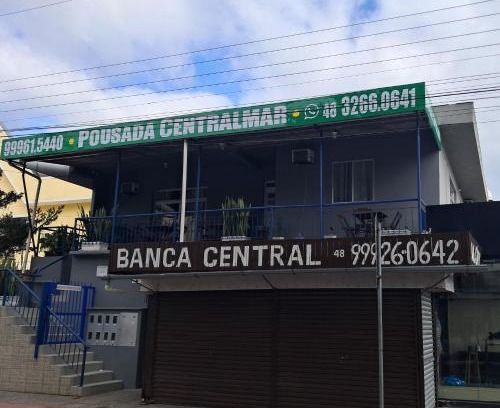 99961.5440 • POUSADA CENTRALMAR • 48 3266.0641
BANCA CENTRAL 48 99926-0642